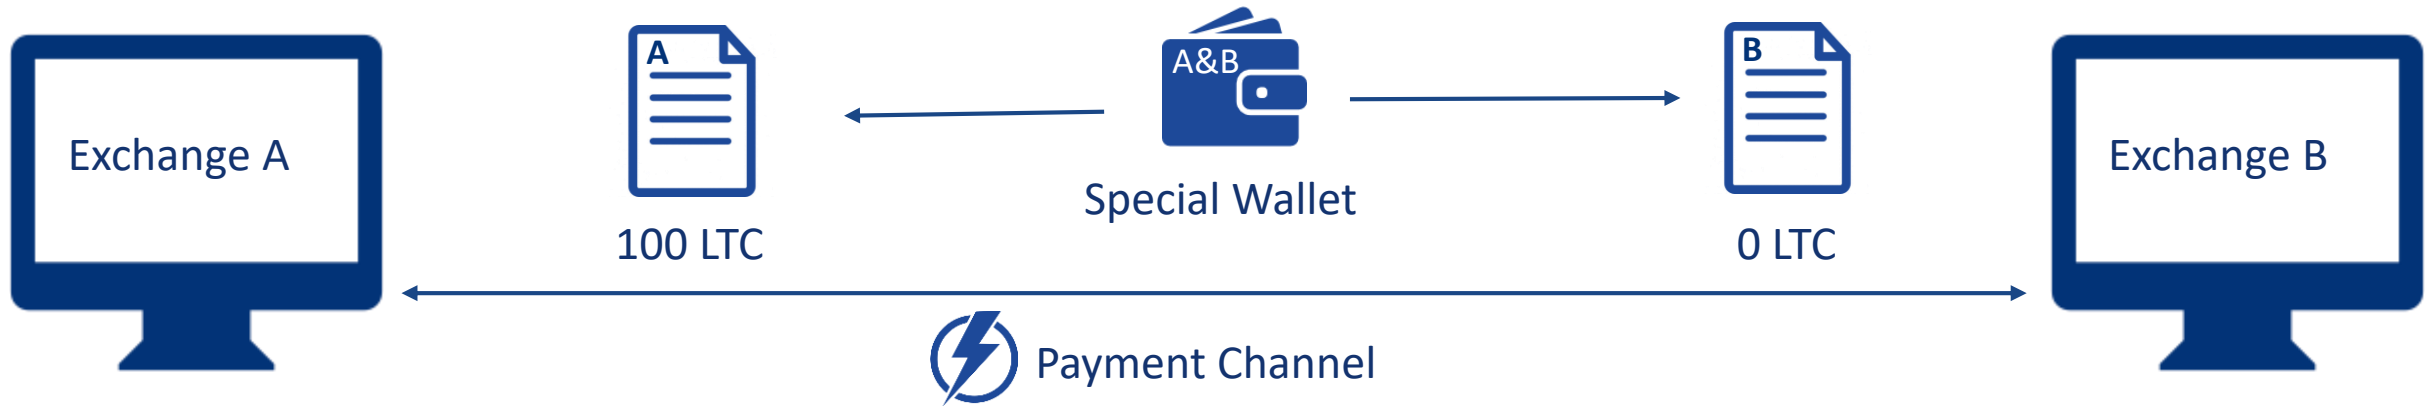 Exchange A
A
100 LTC
A&B
Special Wallet
B
0 LTC
Exchange B
Payment Channel